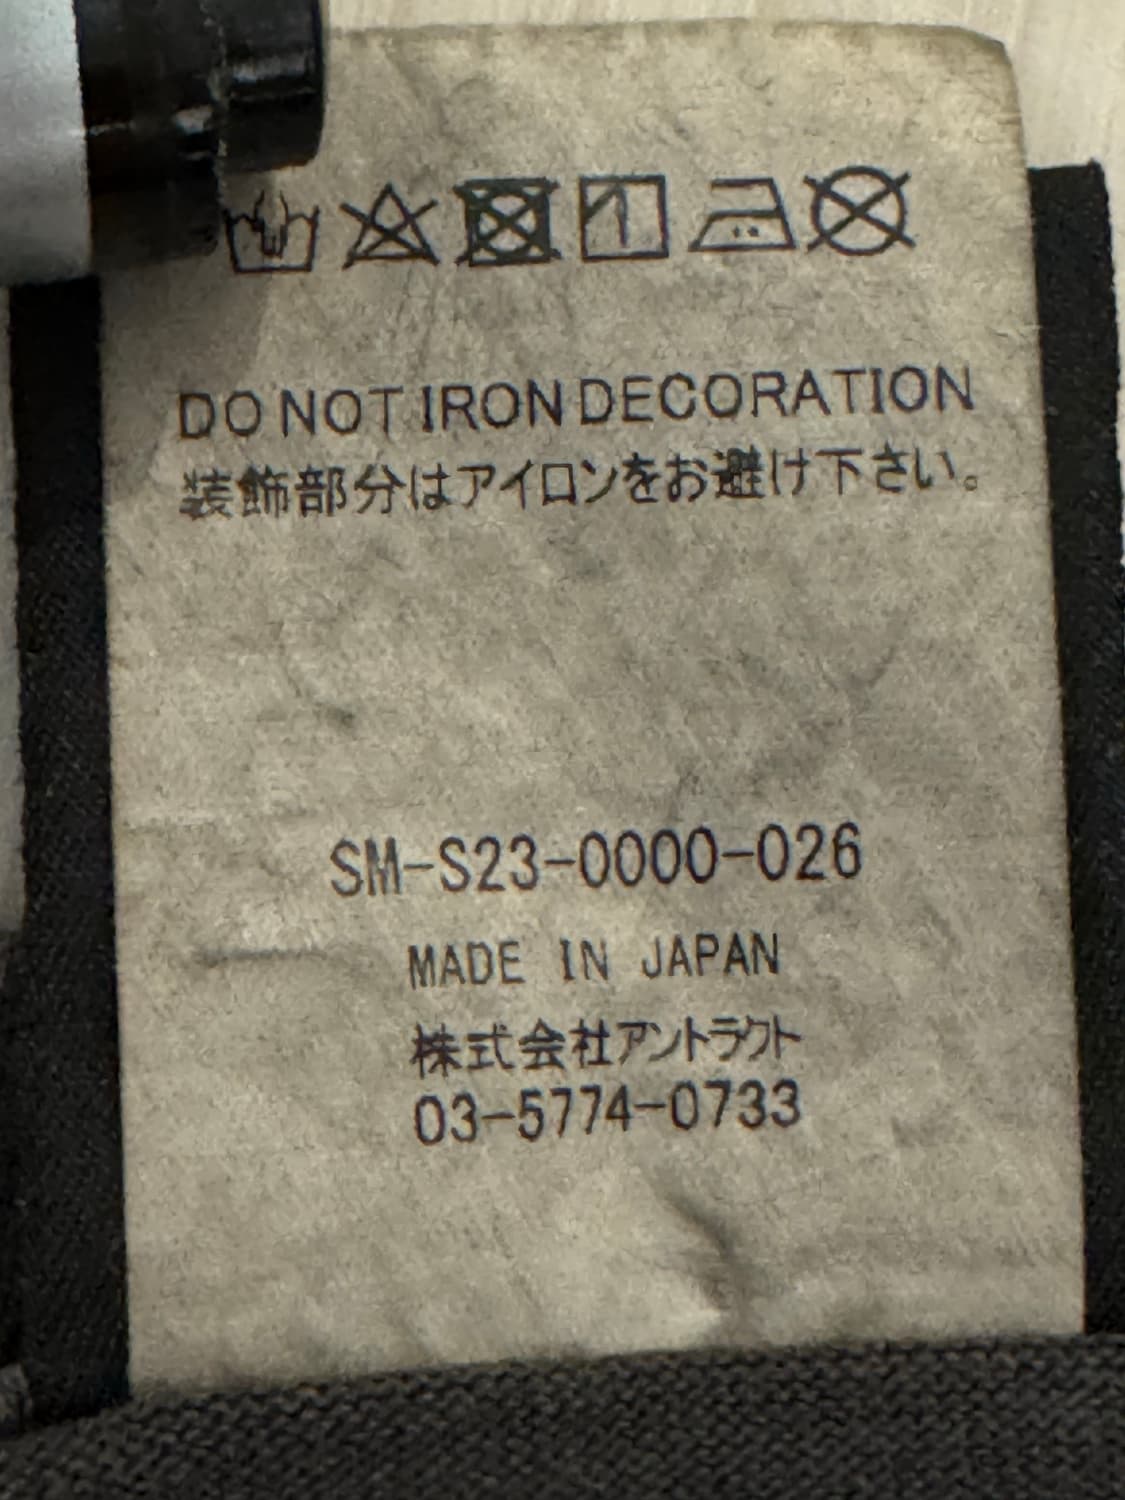 DO NOT IRON DECORATION
装飾部分はアイロンをお避け下さい。
SM-S23-0000-026
MADE IN JAPAN
株式会社アントラクト
03-5774-0733